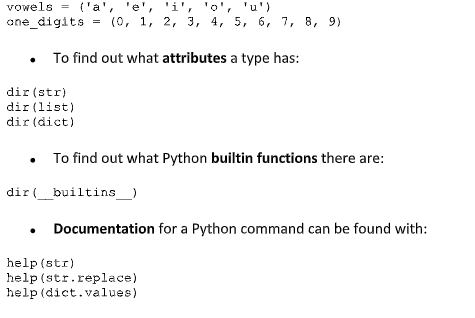 vowels = ('a', 'e', 'i', 'o', 'u')
one_digits = (0, 1, 2, 3, 4, 5, 6, 7, 8, 9)
• To find out what attributes a type has:
dir(str)
dir(list)
dir(dict)
• To find out what Python builtin functions there are:
dir(__builtins__)
• Documentation for a Python command can be found with:
help(str)
help(str.replace)
help(dict.values)